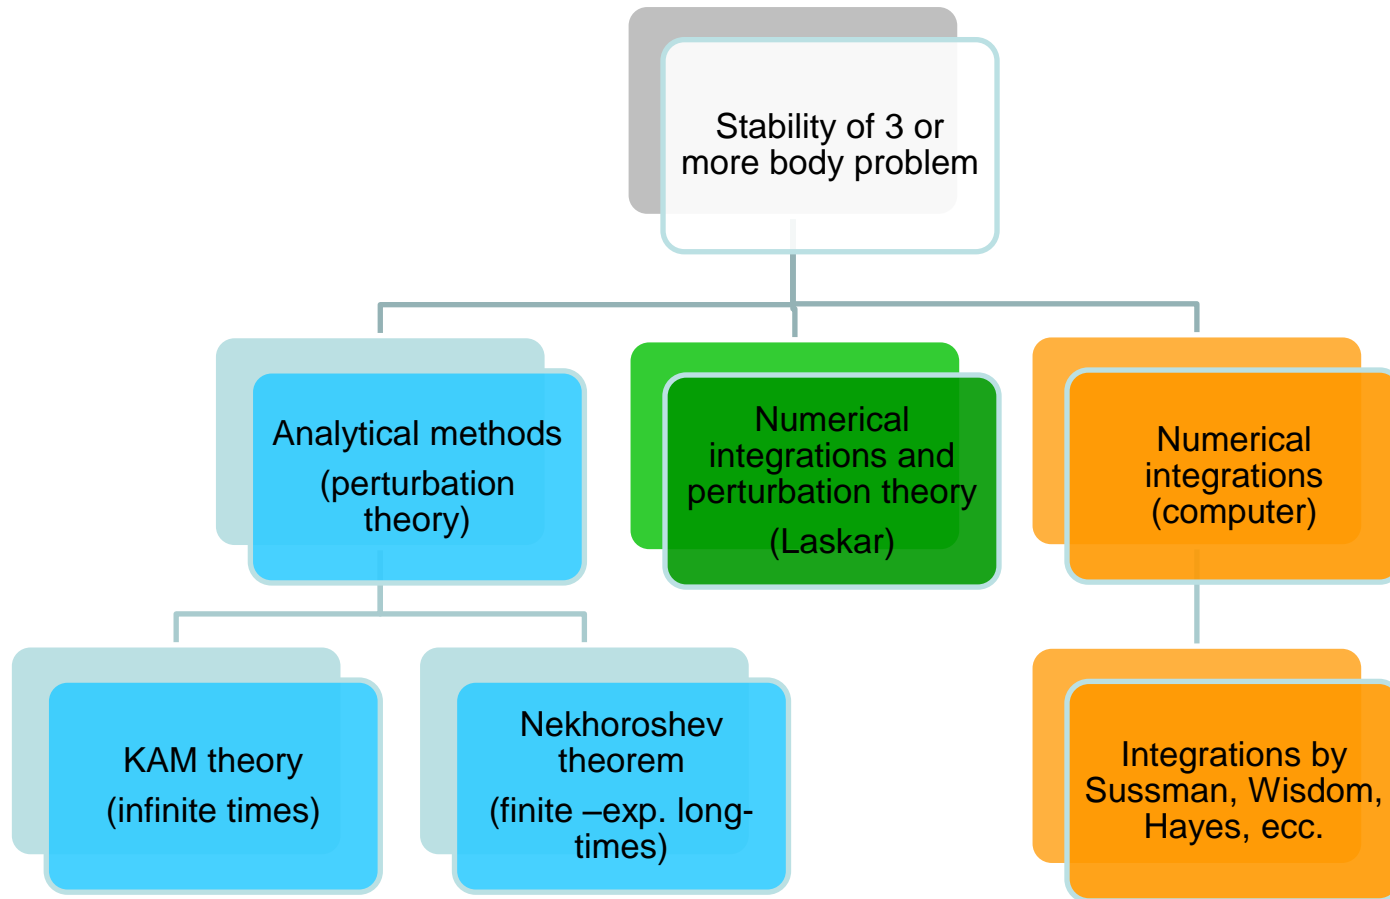 Stability of 3 or
more body problem
Analytical methods
(perturbation
theory)
Numerical
integrations and
perturbation theory
(Laskar)
Numerical
integrations
(computer)
KAM theory
(infinite times)
Nekhoroshev
theorem
(finite –exp. long-
times)
Integrations by
Sussman, Wisdom,
Hayes, ecc.